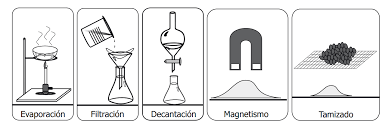 Evaporación
Filtración
Decantación
Magnetismo
Tamizado